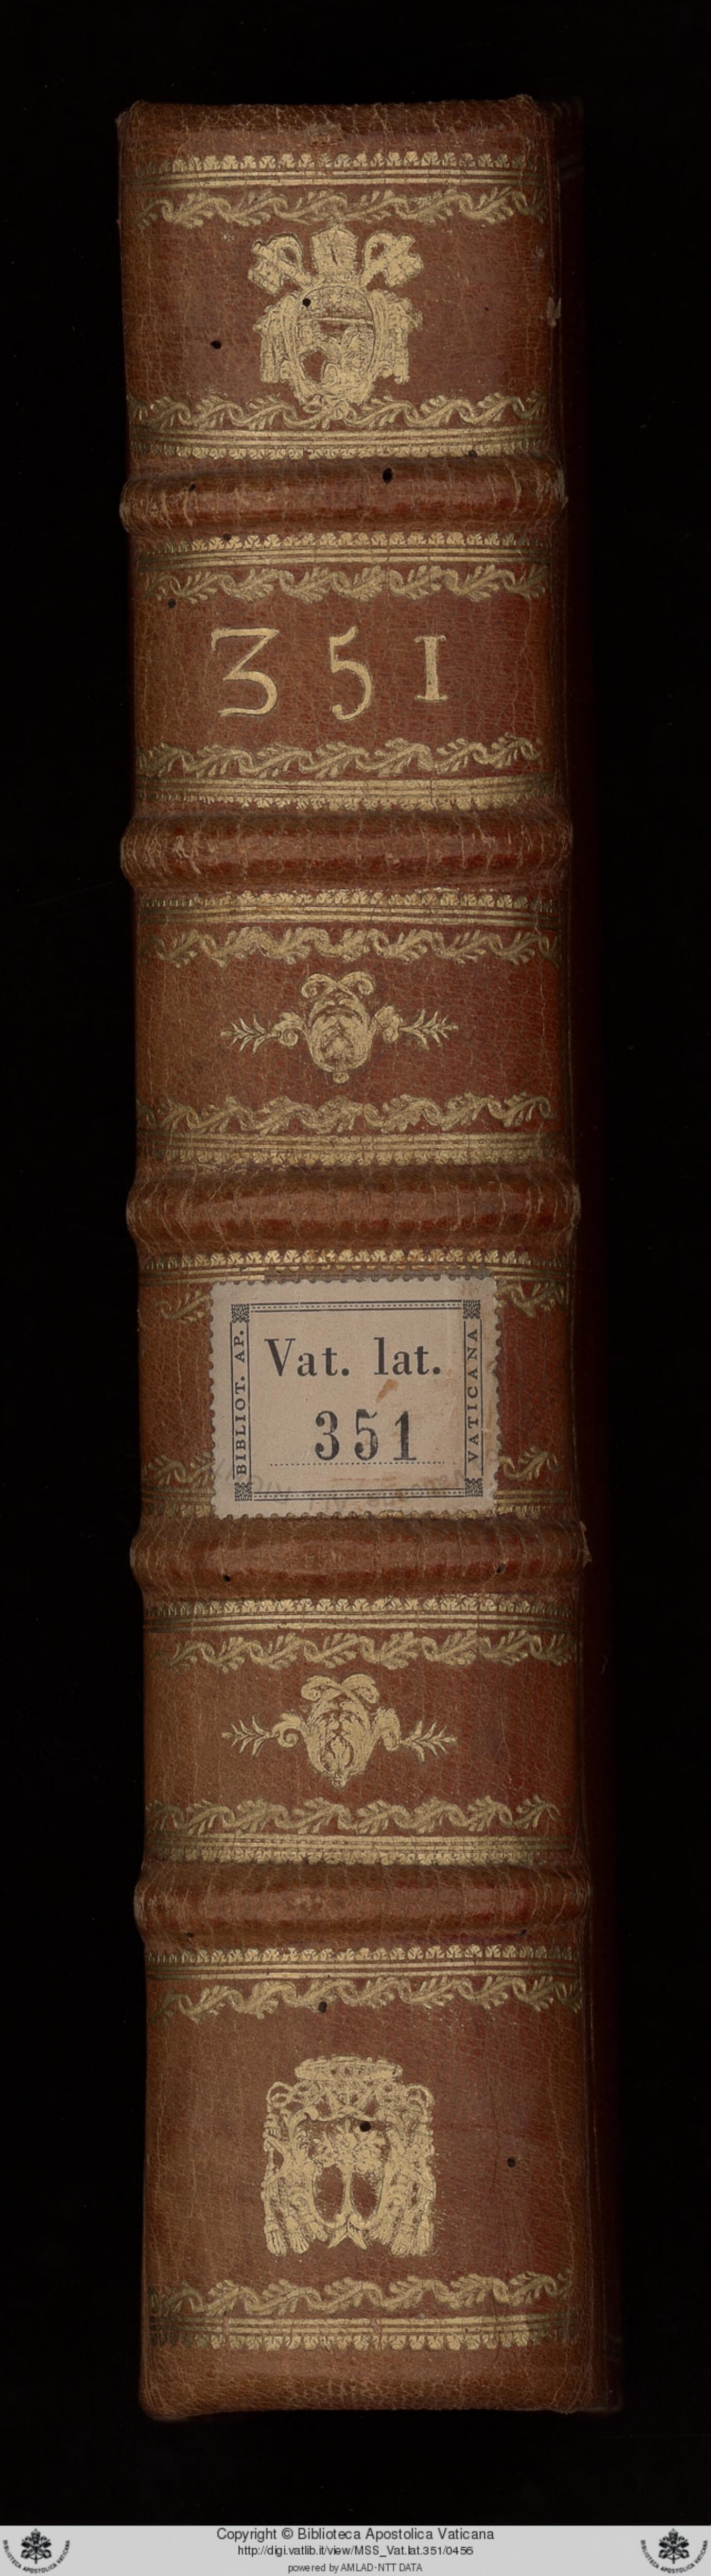 351
BIBLIOT. AP.
Vat. lat.
351
VATICANA
Copyright © Biblioteca Apostolica Vaticana
http://digi.vatlib.it/view/MSS_Vat.lat.351/0456
powered by AMLAD-NTT DATA